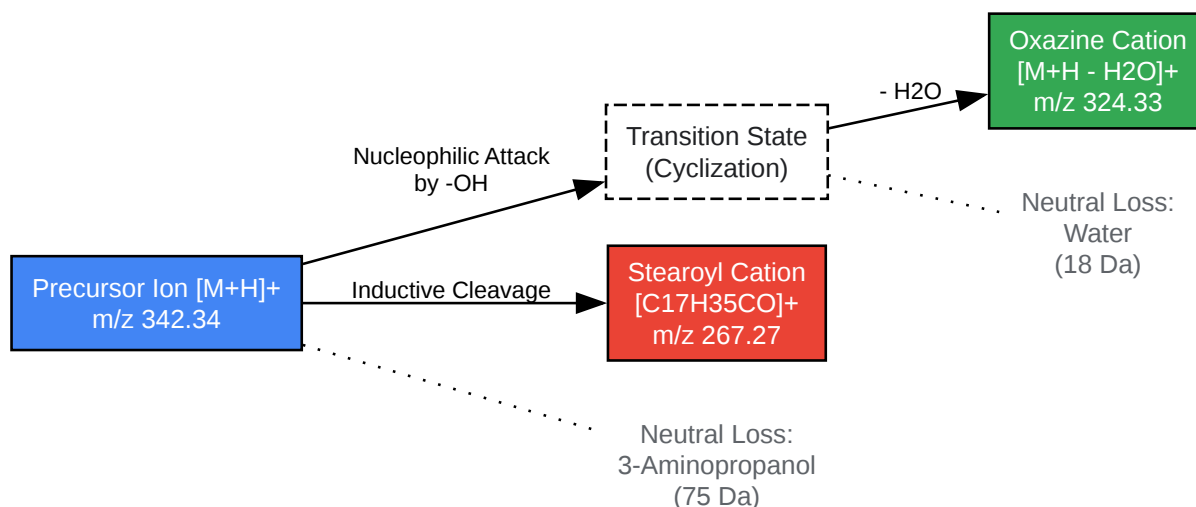 Oxazine Cation
[M+H - H2O]+
m/z 324.33
- H2O
Transition State
(Cyclization)
Nucleophilic Attack
by -OH
Neutral Loss:
Water
(18 Da)
Precursor Ion [M+H]+
m/z 342.34
Inductive Cleavage
Stearoyl Cation
[C17H35CO]+
m/z 267.27
Neutral Loss:
3-Aminopropanol
(75 Da)